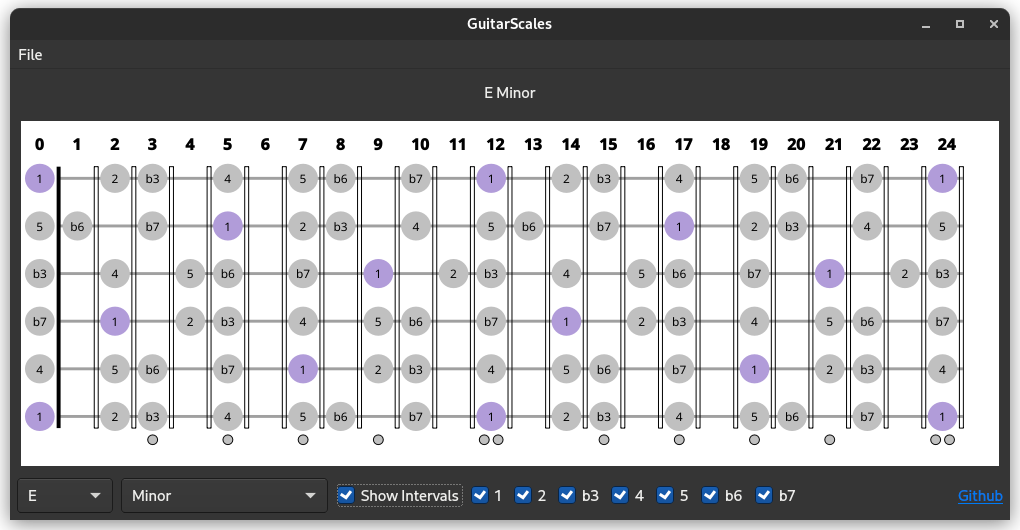 GuitarScales
File
E Minor
0 1 2 3 4 5 6 7 8 9 10 11 12 13 14 15 16 17 18 19 20 21 22 23 24
1 2 b3 4 5 b6 b7 1 2 b3 4 5 b6 b7 1
5 b6 b7 1 2 b3 4 5 b6 b7 1 2 b3 4 5
b3 4 5 b6 b7 1 2 b3 4 5 b6 b7 1 2 b3
b7 1 2 b3 4 5 b6 b7 1 2 b3 4 5 b6 b7
4 5 b6 b7 1 2 b3 4 5 b6 b7 1 2 b3 4
1 2 b3 4 5 b6 b7 1 2 b3 4 5 b6 b7 1
E Minor Show Intervals 1 2 b3 4 5 b6 b7 Github